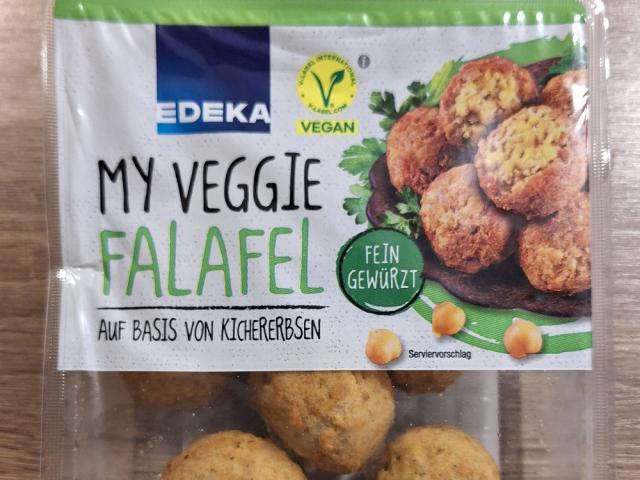 EDEKA
V-LABEL INTERNATIONAL
V-LABEL.COM
VEGAN
MY VEGGIE
FALAFEL
FEIN
GEWÜRZT
AUF BASIS VON KICHERERBSEN
Serviervorschlag